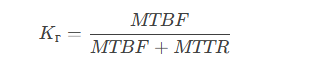 Kг = MTBF / (MTBF + MTTR)